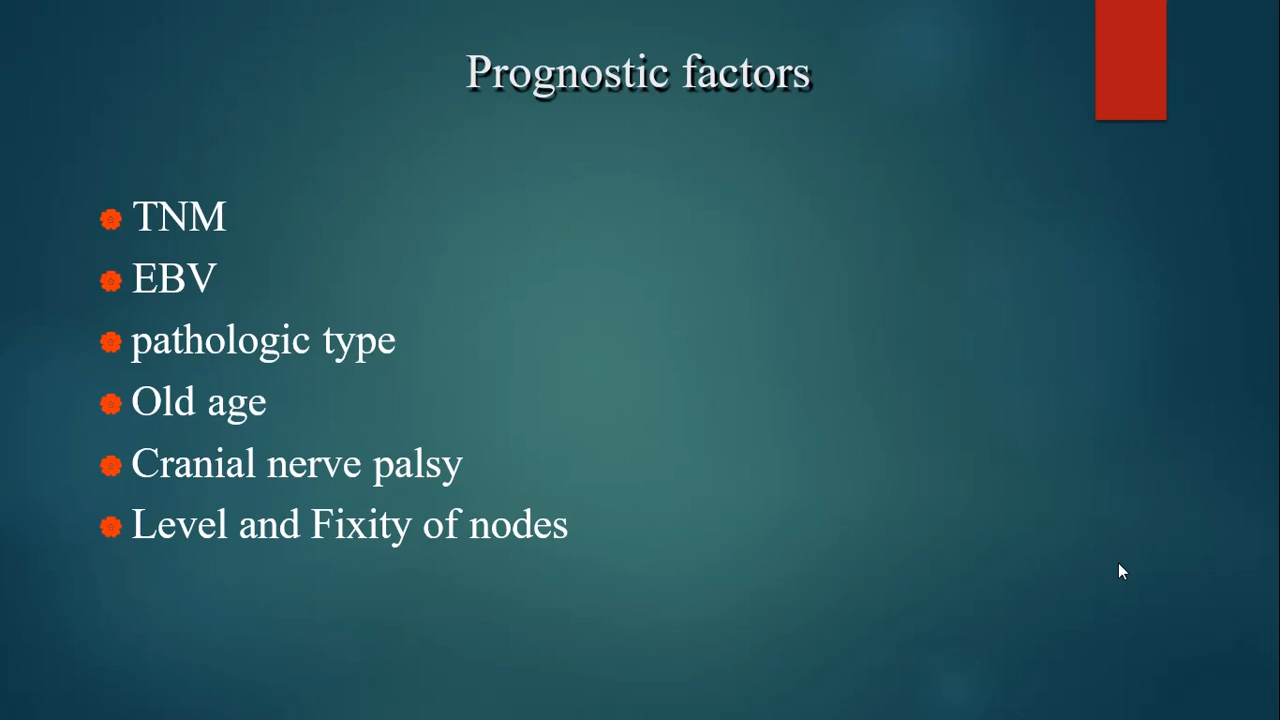 Prognostic factors
TNM
EBV
pathologic type
Old age
Cranial nerve palsy
Level and Fixity of nodes